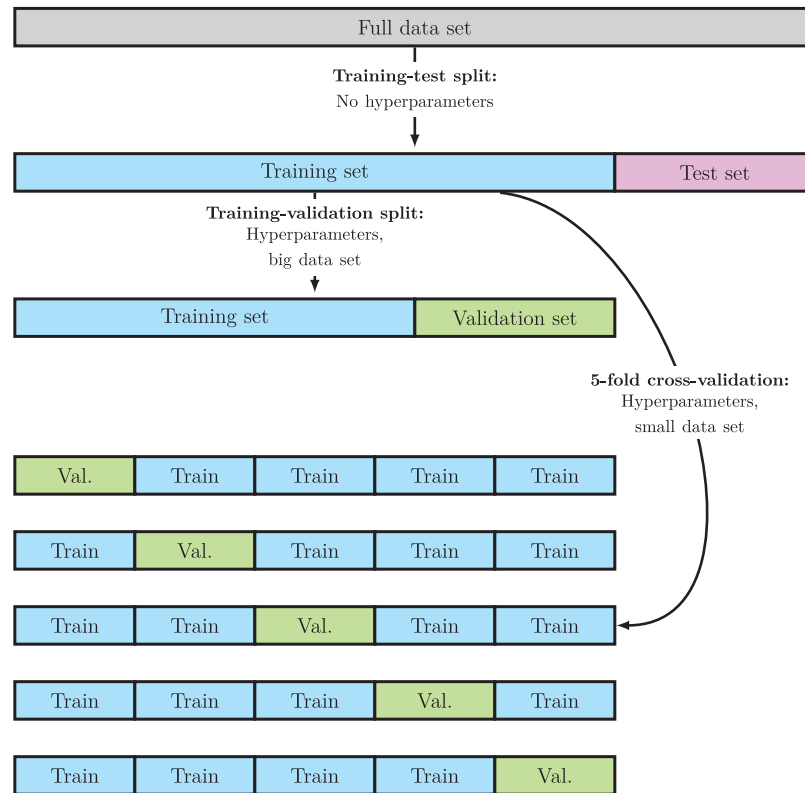 Full data set
Training-test split:
No hyperparameters
Training set Test set
Training-validation split:
Hyperparameters,
big data set
Training set Validation set
5-fold cross-validation:
Hyperparameters,
small data set
Val. Train Train Train Train
Train Val. Train Train Train
Train Train Val. Train Train
Train Train Train Val. Train
Train Train Train Train Val.